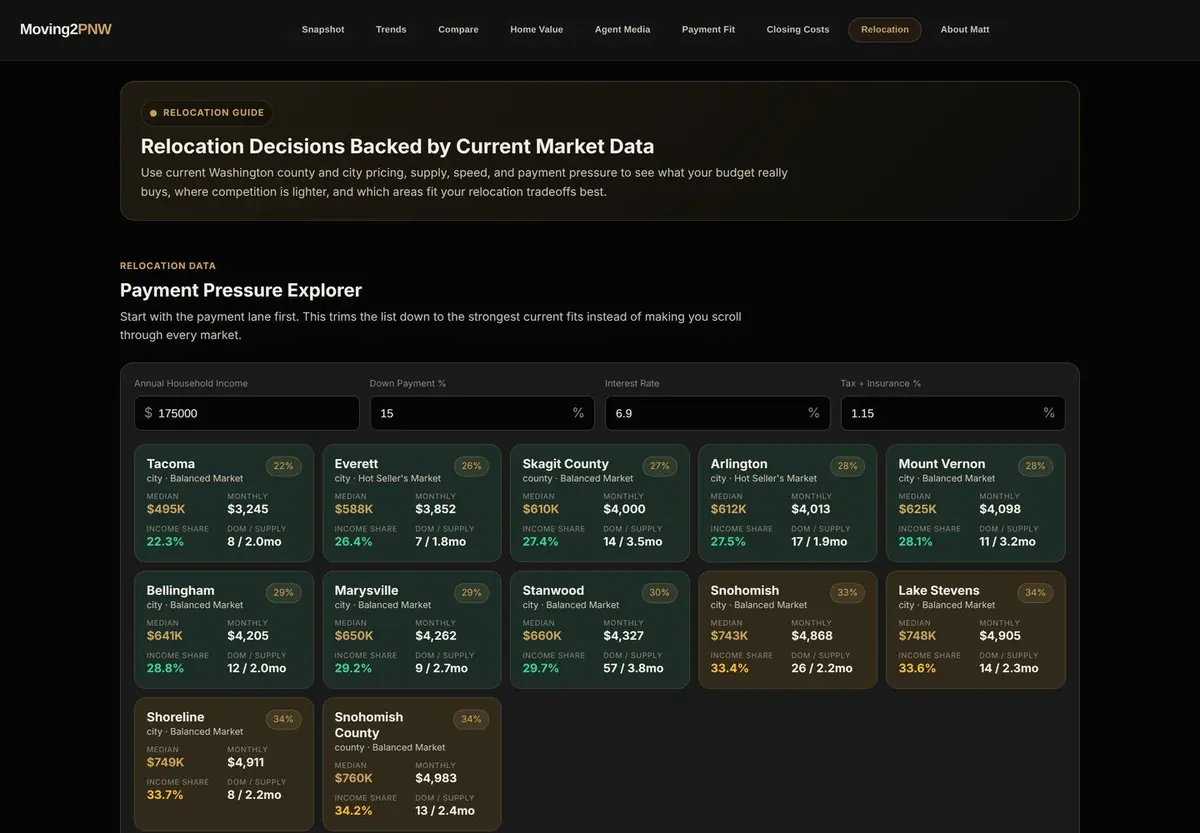 Moving2PNW
Snapshot
Trends
Compare
Home Value
Agent Media
Payment Fit
Closing Costs
Relocation
About Matt
RELOCATION GUIDE
Relocation Decisions Backed by Current Market Data
Use current Washington county and city pricing, supply, speed, and payment pressure to see what your budget really
buys, where competition is lighter, and which areas fit your relocation tradeoffs best.
RELOCATION DATA
Payment Pressure Explorer
Start with the payment lane first. This trims the list down to the strongest current fits instead of making you scroll
through every market.
Annual Household Income
$ 175000
Down Payment %
15 %
Interest Rate
6.9 %
Tax + Insurance %
1.15 %
Tacoma 22%
city · Balanced Market
MEDIAN MONTHLY
$495K $3,245
INCOME SHARE DOM / SUPPLY
22.3% 8 / 2.0mo
Everett 26%
city · Hot Seller's Market
MEDIAN MONTHLY
$588K $3,852
INCOME SHARE DOM / SUPPLY
26.4% 7 / 1.8mo
Skagit County 27%
county · Balanced Market
MEDIAN MONTHLY
$610K $4,000
INCOME SHARE DOM / SUPPLY
27.4% 14 / 3.5mo
Arlington 28%
city · Hot Seller's Market
MEDIAN MONTHLY
$612K $4,013
INCOME SHARE DOM / SUPPLY
27.5% 17 / 1.9mo
Mount Vernon 28%
city · Balanced Market
MEDIAN MONTHLY
$625K $4,098
INCOME SHARE DOM / SUPPLY
28.1% 11 / 3.2mo
Bellingham 29%
city · Balanced Market
MEDIAN MONTHLY
$641K $4,205
INCOME SHARE DOM / SUPPLY
28.8% 12 / 2.0mo
Marysville 29%
city · Balanced Market
MEDIAN MONTHLY
$650K $4,262
INCOME SHARE DOM / SUPPLY
29.2% 9 / 2.7mo
Stanwood 30%
city · Balanced Market
MEDIAN MONTHLY
$660K $4,327
INCOME SHARE DOM / SUPPLY
29.7% 57 / 3.8mo
Snohomish 33%
city · Balanced Market
MEDIAN MONTHLY
$743K $4,868
INCOME SHARE DOM / SUPPLY
33.4% 26 / 2.2mo
Lake Stevens 34%
city · Balanced Market
MEDIAN MONTHLY
$748K $4,905
INCOME SHARE DOM / SUPPLY
33.6% 14 / 2.3mo
Shoreline 34%
city · Balanced Market
MEDIAN MONTHLY
$749K $4,911
INCOME SHARE DOM / SUPPLY
33.7% 8 / 2.2mo
Snohomish 34%
County
county · Balanced Market
MEDIAN MONTHLY
$760K $4,983
INCOME SHARE DOM / SUPPLY
34.2% 13 / 2.4mo